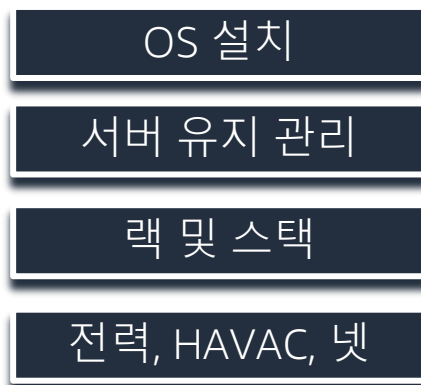 OS 설치
서버 유지 관리
랙 및 스택
전력, HAVAC, 넷